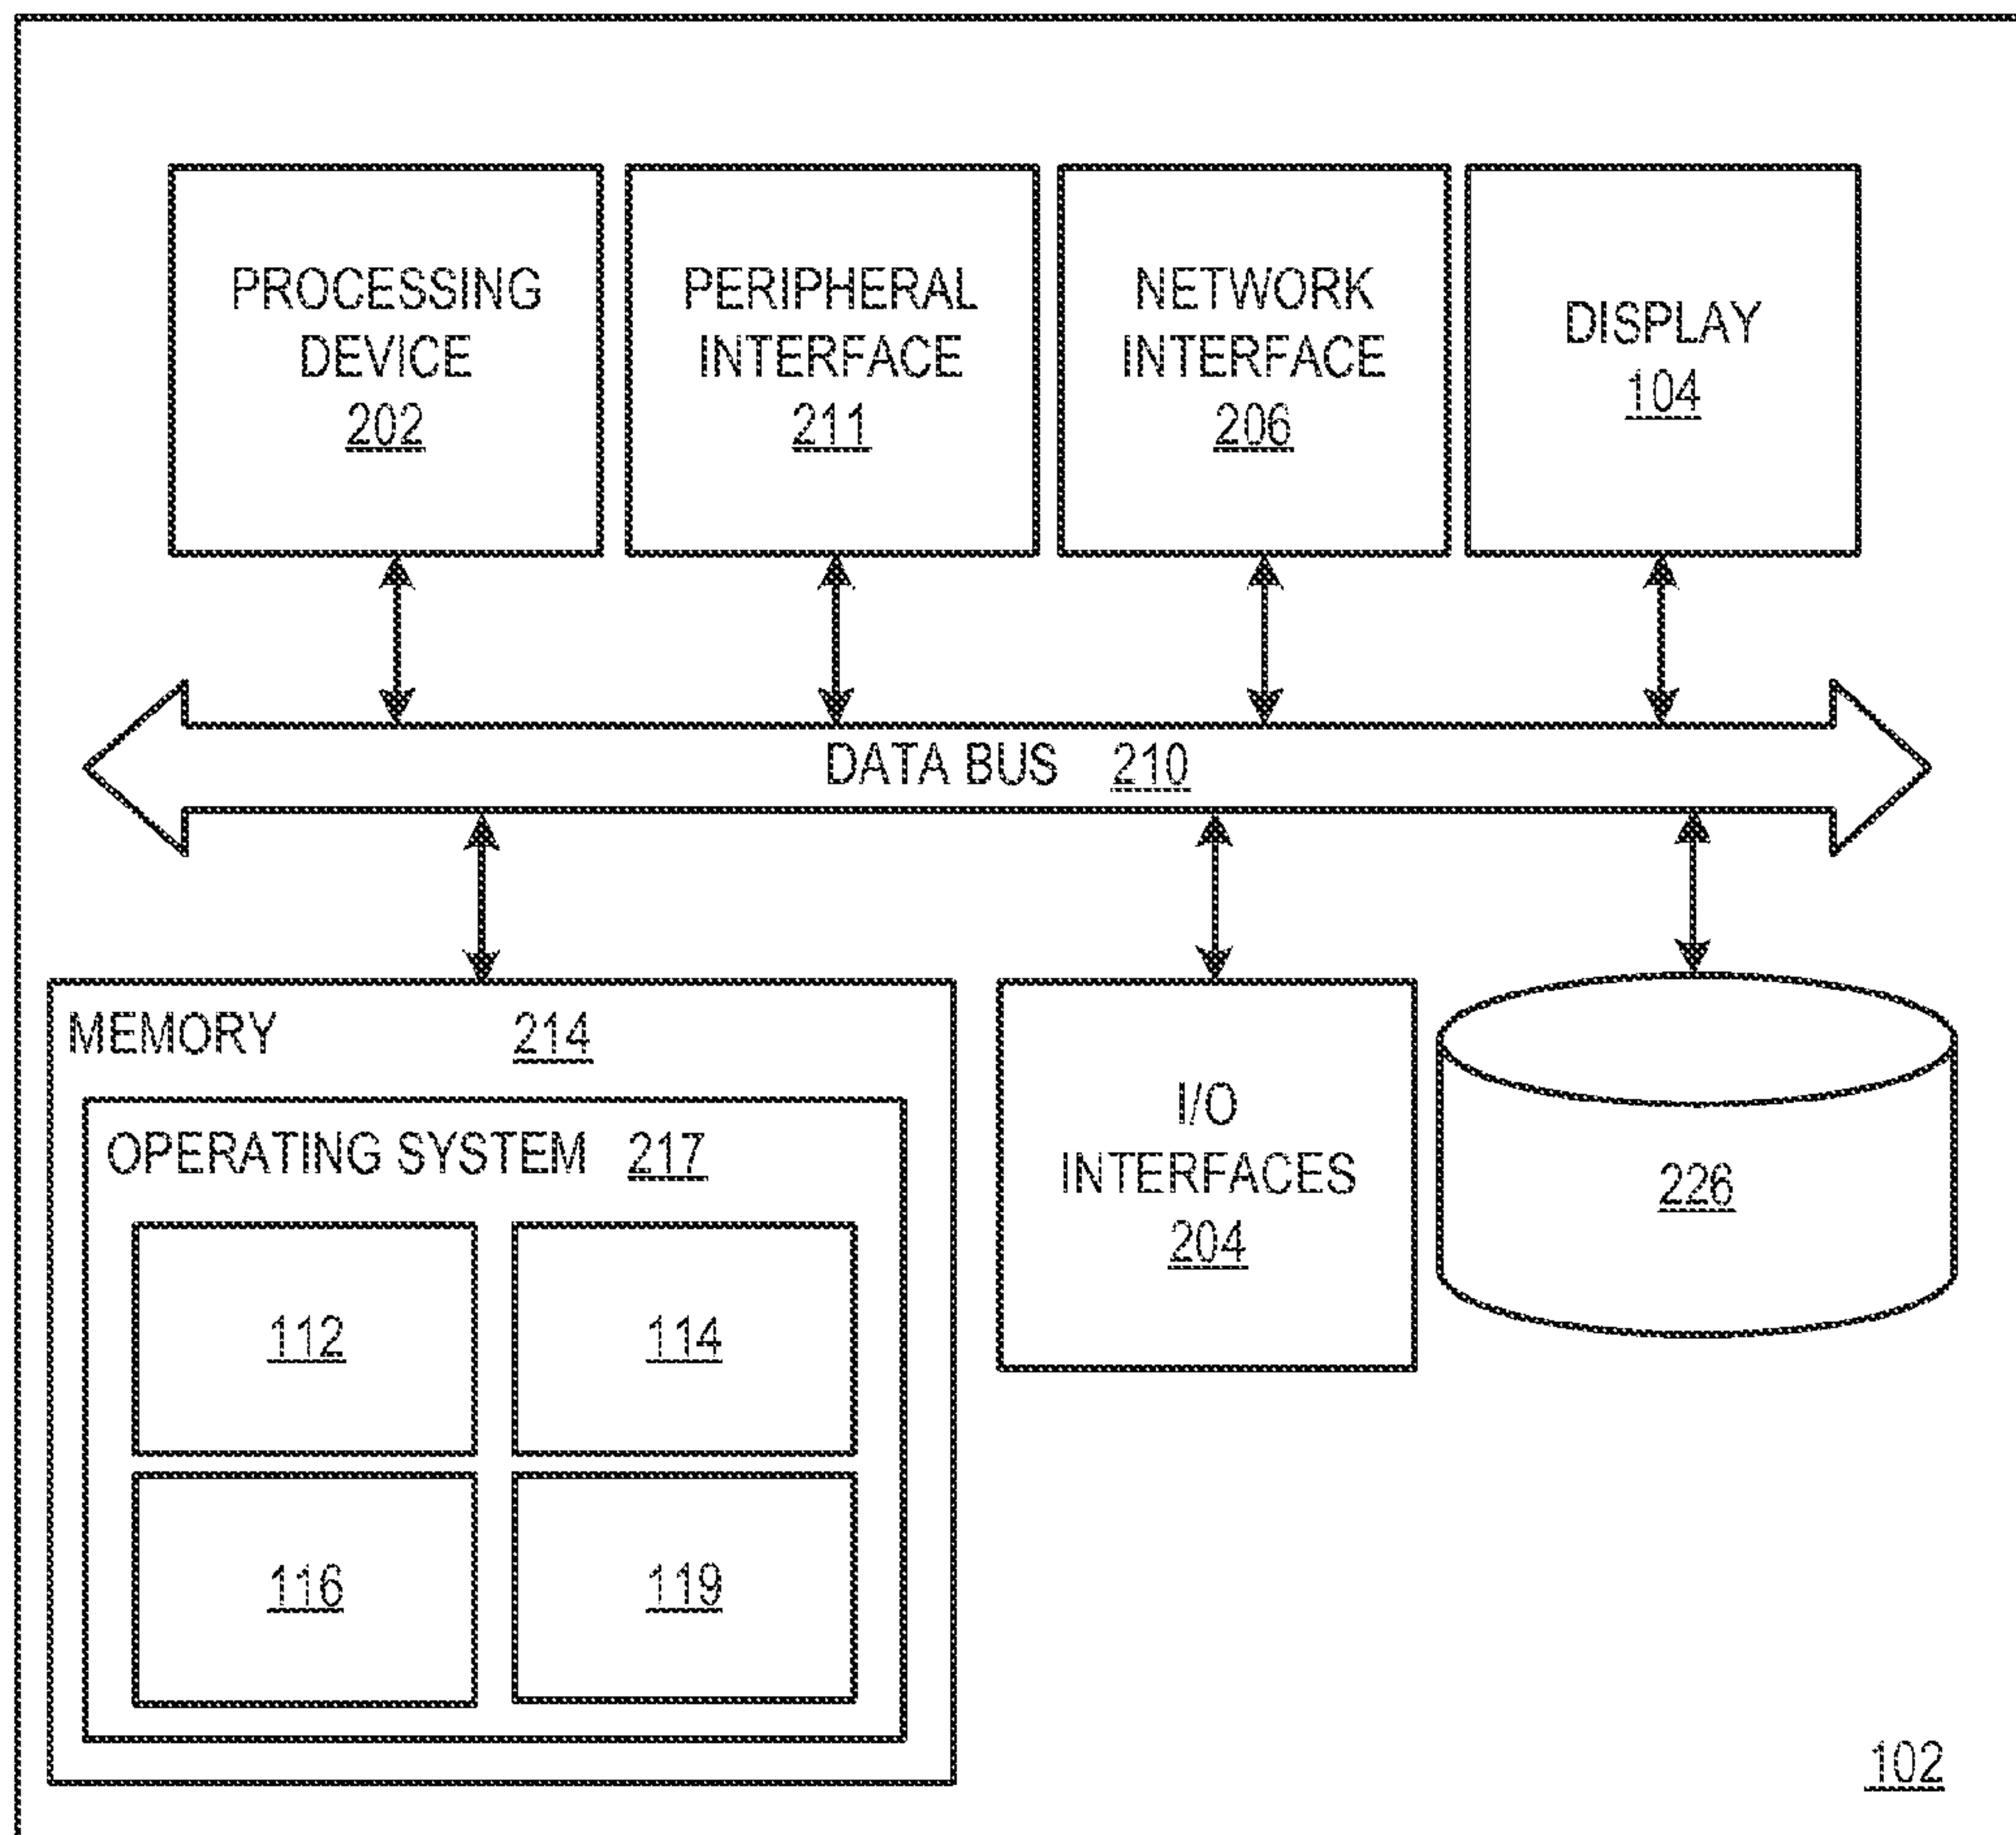 PROCESSING
DEVICE
202
PERIPHERAL
INTERFACE
211
NETWORK
INTERFACE
206
DISPLAY
104
DATA BUS 210
MEMORY 214
OPERATING SYSTEM 217
112
114
116
119
I/O
INTERFACES
204
226
102